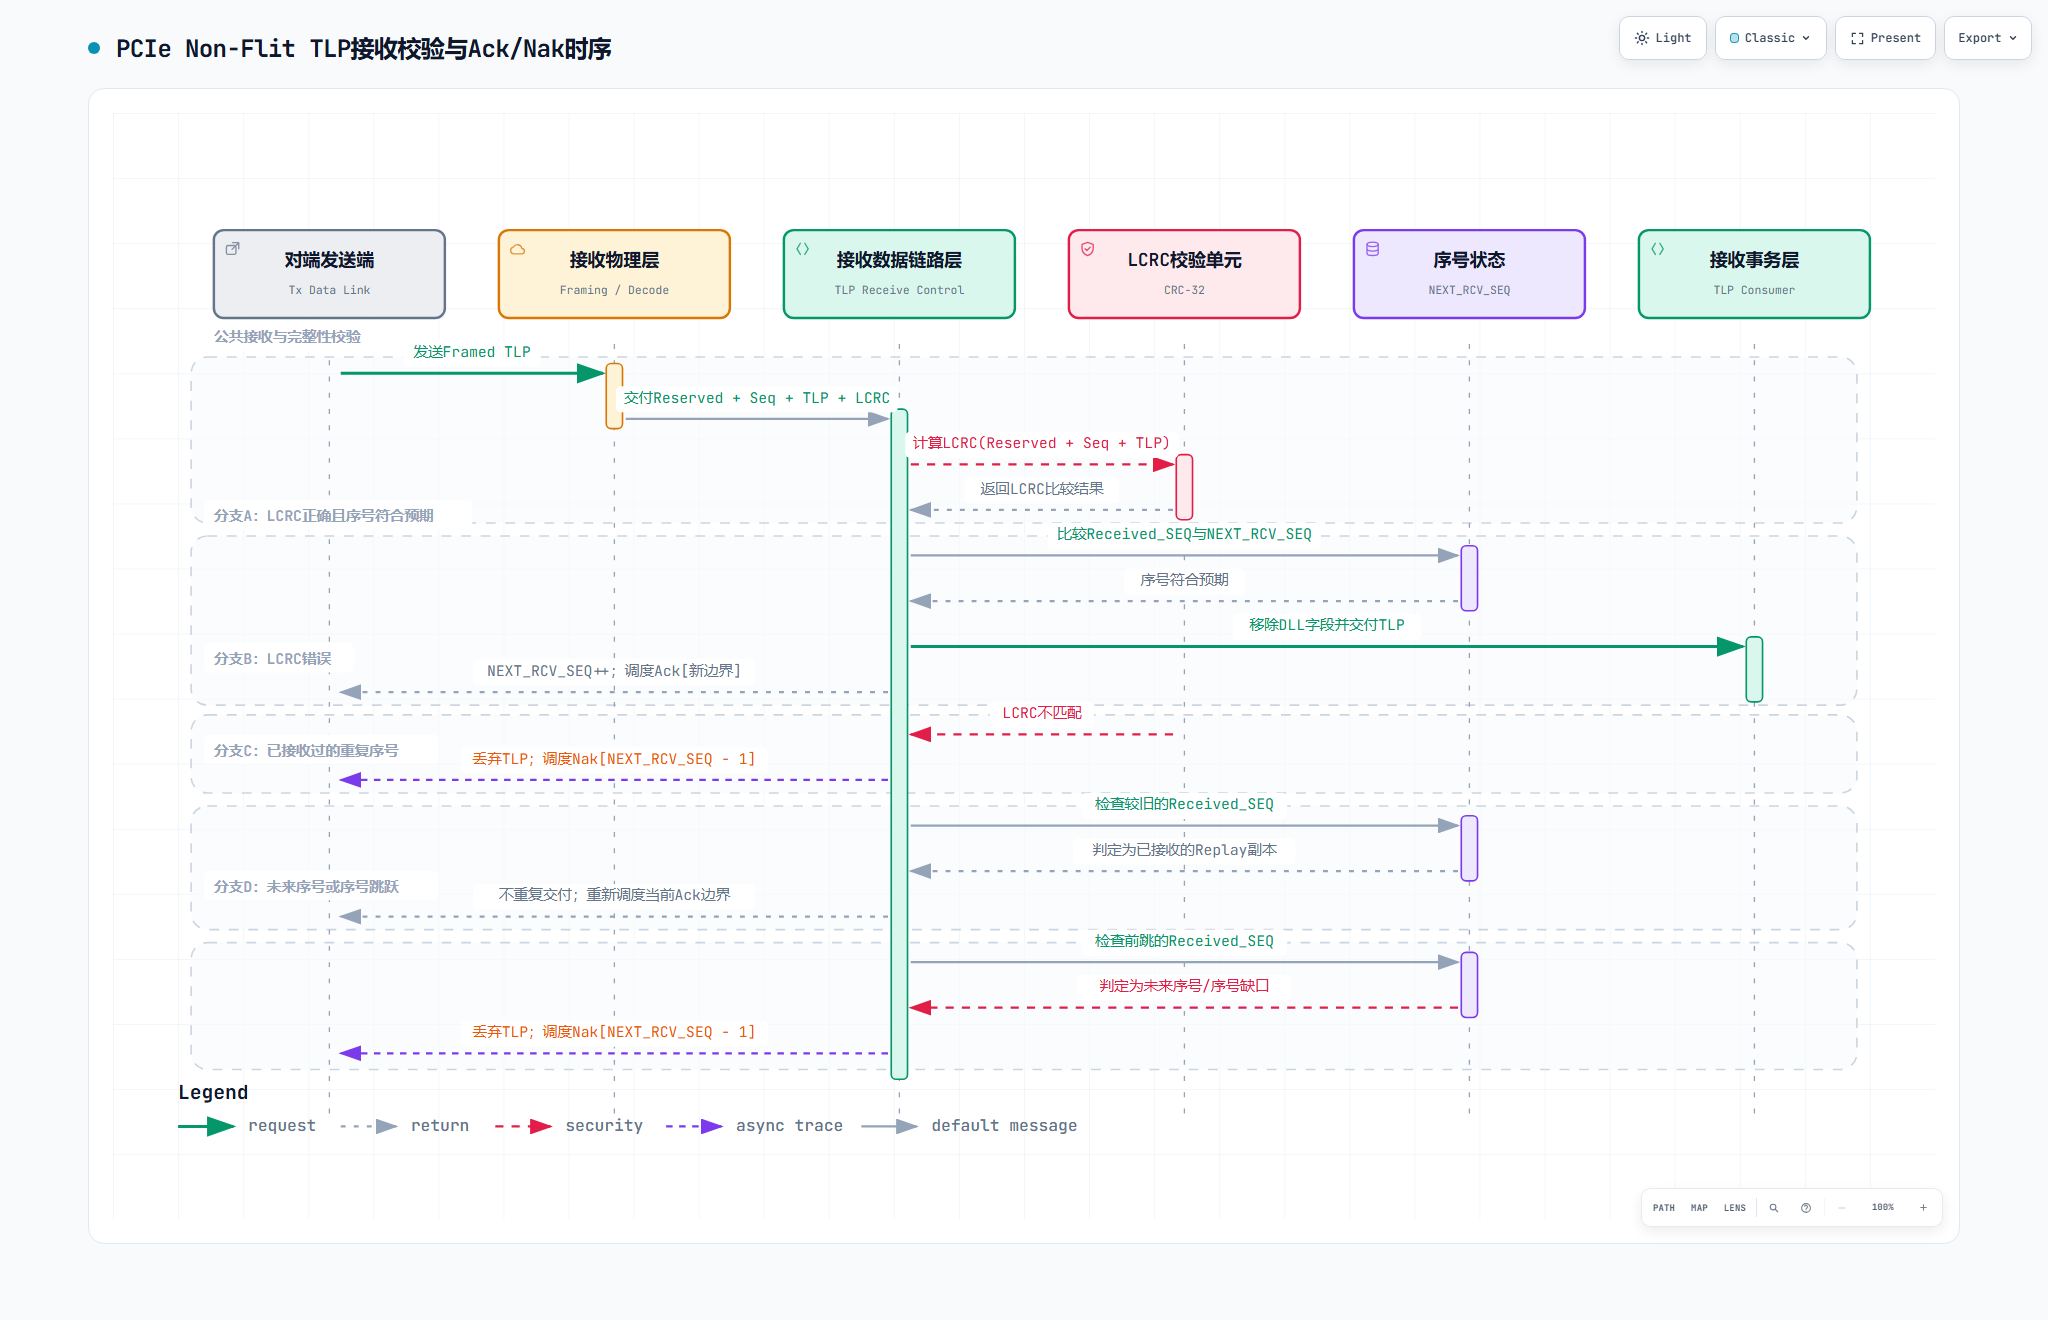 PCIe Non-Flit TLP接收校验与Ack/Nak时序
Light
Classic
Present
Export
对端发送端
Tx Data Link
接收物理层
Framing / Decode
接收数据链路层
TLP Receive Control
LCRC校验单元
CRC-32
序号状态
NEXT_RCV_SEQ
接收事务层
TLP Consumer
公共接收与完整性校验
发送Framed TLP
交付Reserved + Seq + TLP + LCRC
计算LCRC(Reserved + Seq + TLP)
返回LCRC比较结果
分支A: LCRC正确且序号符合预期
比较Received_SEQ与NEXT_RCV_SEQ
序号符合预期
移除DLL字段并交付TLP
分支B: LCRC错误
NEXT_RCV_SEQ++; 调度Ack[新边界]
LCRC不匹配
分支C: 已接收过的重复序号
丢弃TLP; 调度Nak[NEXT_RCV_SEQ - 1]
检查较旧的Received_SEQ
判定为已接收的Replay副本
分支D: 未来序号或序号跳跃
不重复交付; 重新调度当前Ack边界
检查前跳的Received_SEQ
判定为未来序号/序号缺口
丢弃TLP; 调度Nak[NEXT_RCV_SEQ - 1]
Legend
request
return
security
async trace
default message
PATH
MAP
LENS
100%